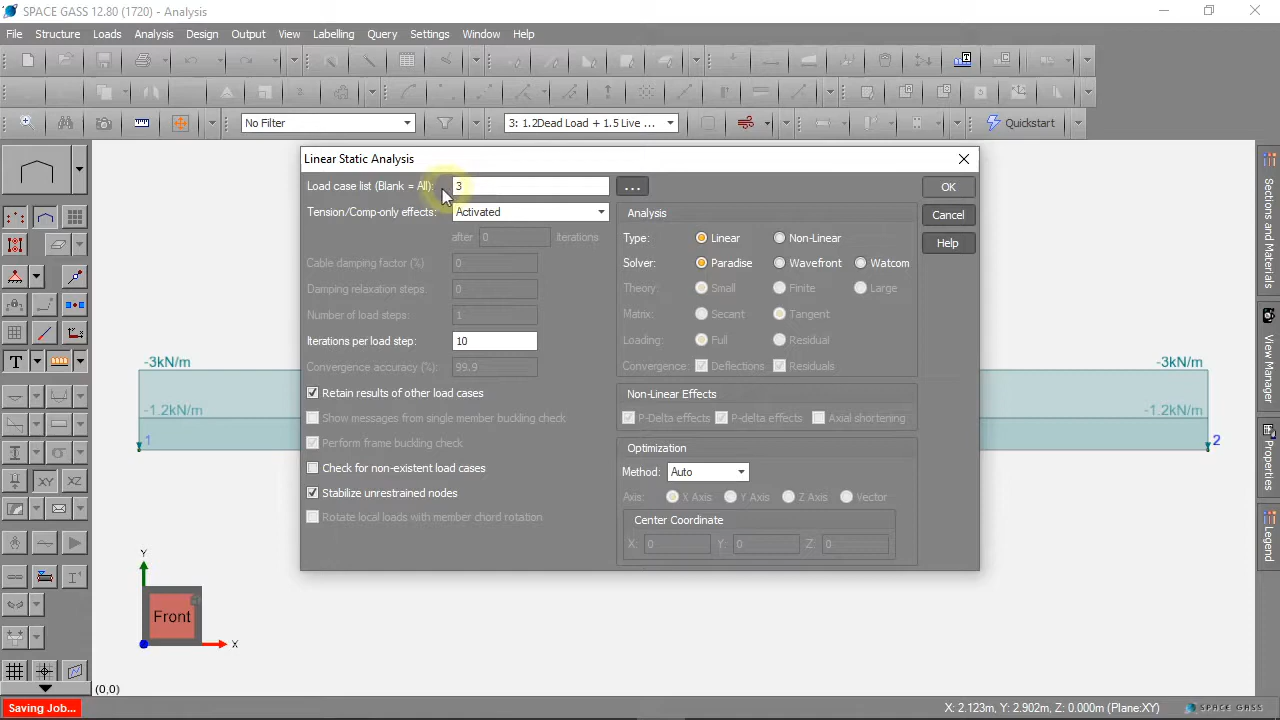 SPACE GASS 12.80 (1720) - Analysis
File Structure Loads Analysis Design Output View Labelling Query Settings Window Help
No Filter 3: 1.2Dead Load + 1.5 Live ... Quickstart
Linear Static Analysis
Load case list (Blank = All): 3 ... OK
Tension/Comp-only effects: Activated Analysis Cancel
after 0 iterations Type: Linear Non-Linear Help
Cable damping factor (%) 0 Solver: Paradise Wavefront Watcom
Damping relaxation steps: 0 Theory: Small Finite Large
Number of load steps: 1 Matrix: Secant Tangent
Iterations per load step: 10 Loading: Full Residual
Convergence accuracy (%): 99.9 Convergence: Deflections Residuals
Retain results of other load cases Non-Linear Effects
Show messages from single member buckling check P-Delta effects P-delta effects Axial shortening
Perform frame buckling check Optimization
Check for non-existent load cases Method: Auto
Stabilize unrestrained nodes Axis: X Axis Y Axis Z Axis Vector
Rotate local loads with member chord rotation Center Coordinate
X: 0 Y: 0 Z: 0
-3kN/m -3kN/m
-1.2kN/m -1.2kN/m
1 2
Y
Front
X
(0,0)
T
XY XZ
Sections and Materials
View Manager
Properties
Legend
Saving Job... X: 2.123m, Y: 2.902m, Z: 0.000m (Plane:XY) SPACE GASS